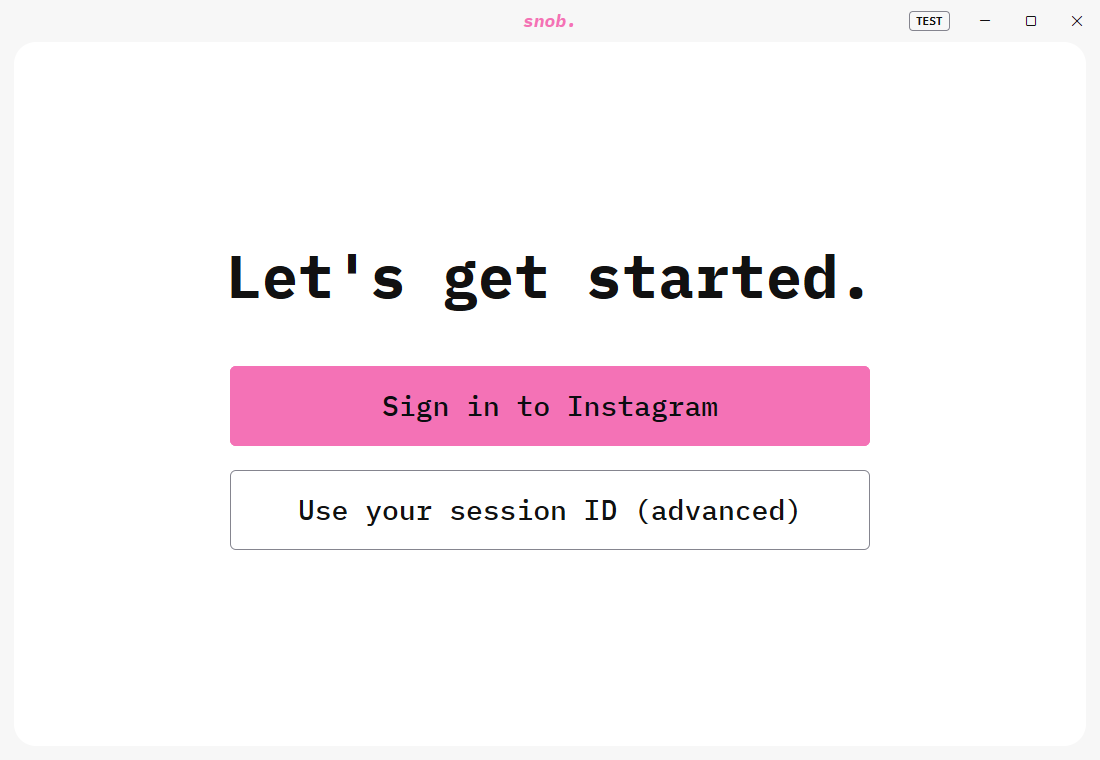 snob.
TEST
Let's get started.
Sign in to Instagram
Use your session ID (advanced)